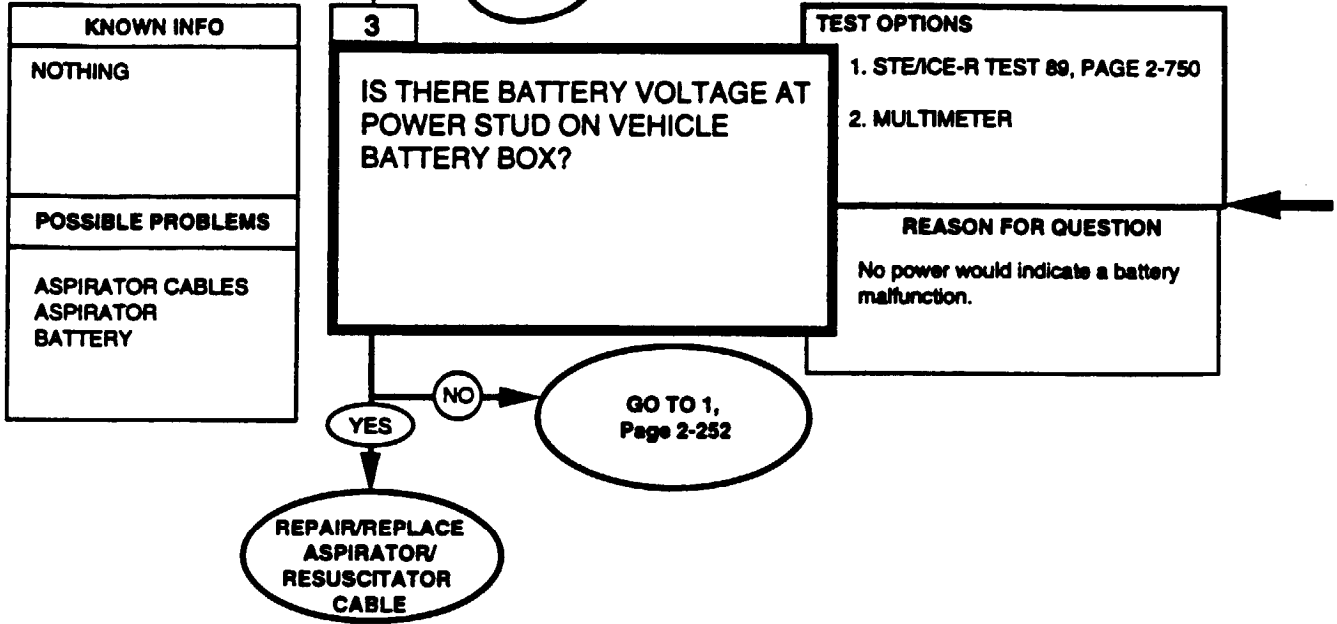 KNOWN INFO
NOTHING
POSSIBLE PROBLEMS
ASPIRATOR CABLES
ASPIRATOR
BATTERY
3
IS THERE BATTERY VOLTAGE AT
POWER STUD ON VEHICLE
BATTERY BOX?
TEST OPTIONS
1. STE/ICE-R TEST 89, PAGE 2-750
2. MULTIMETER
REASON FOR QUESTION
No power would indicate a battery
malfunction.
NO
GO TO 1,
Page 2-252
YES
REPAIR/REPLACE
ASPIRATOR/
RESUSCITATOR
CABLE